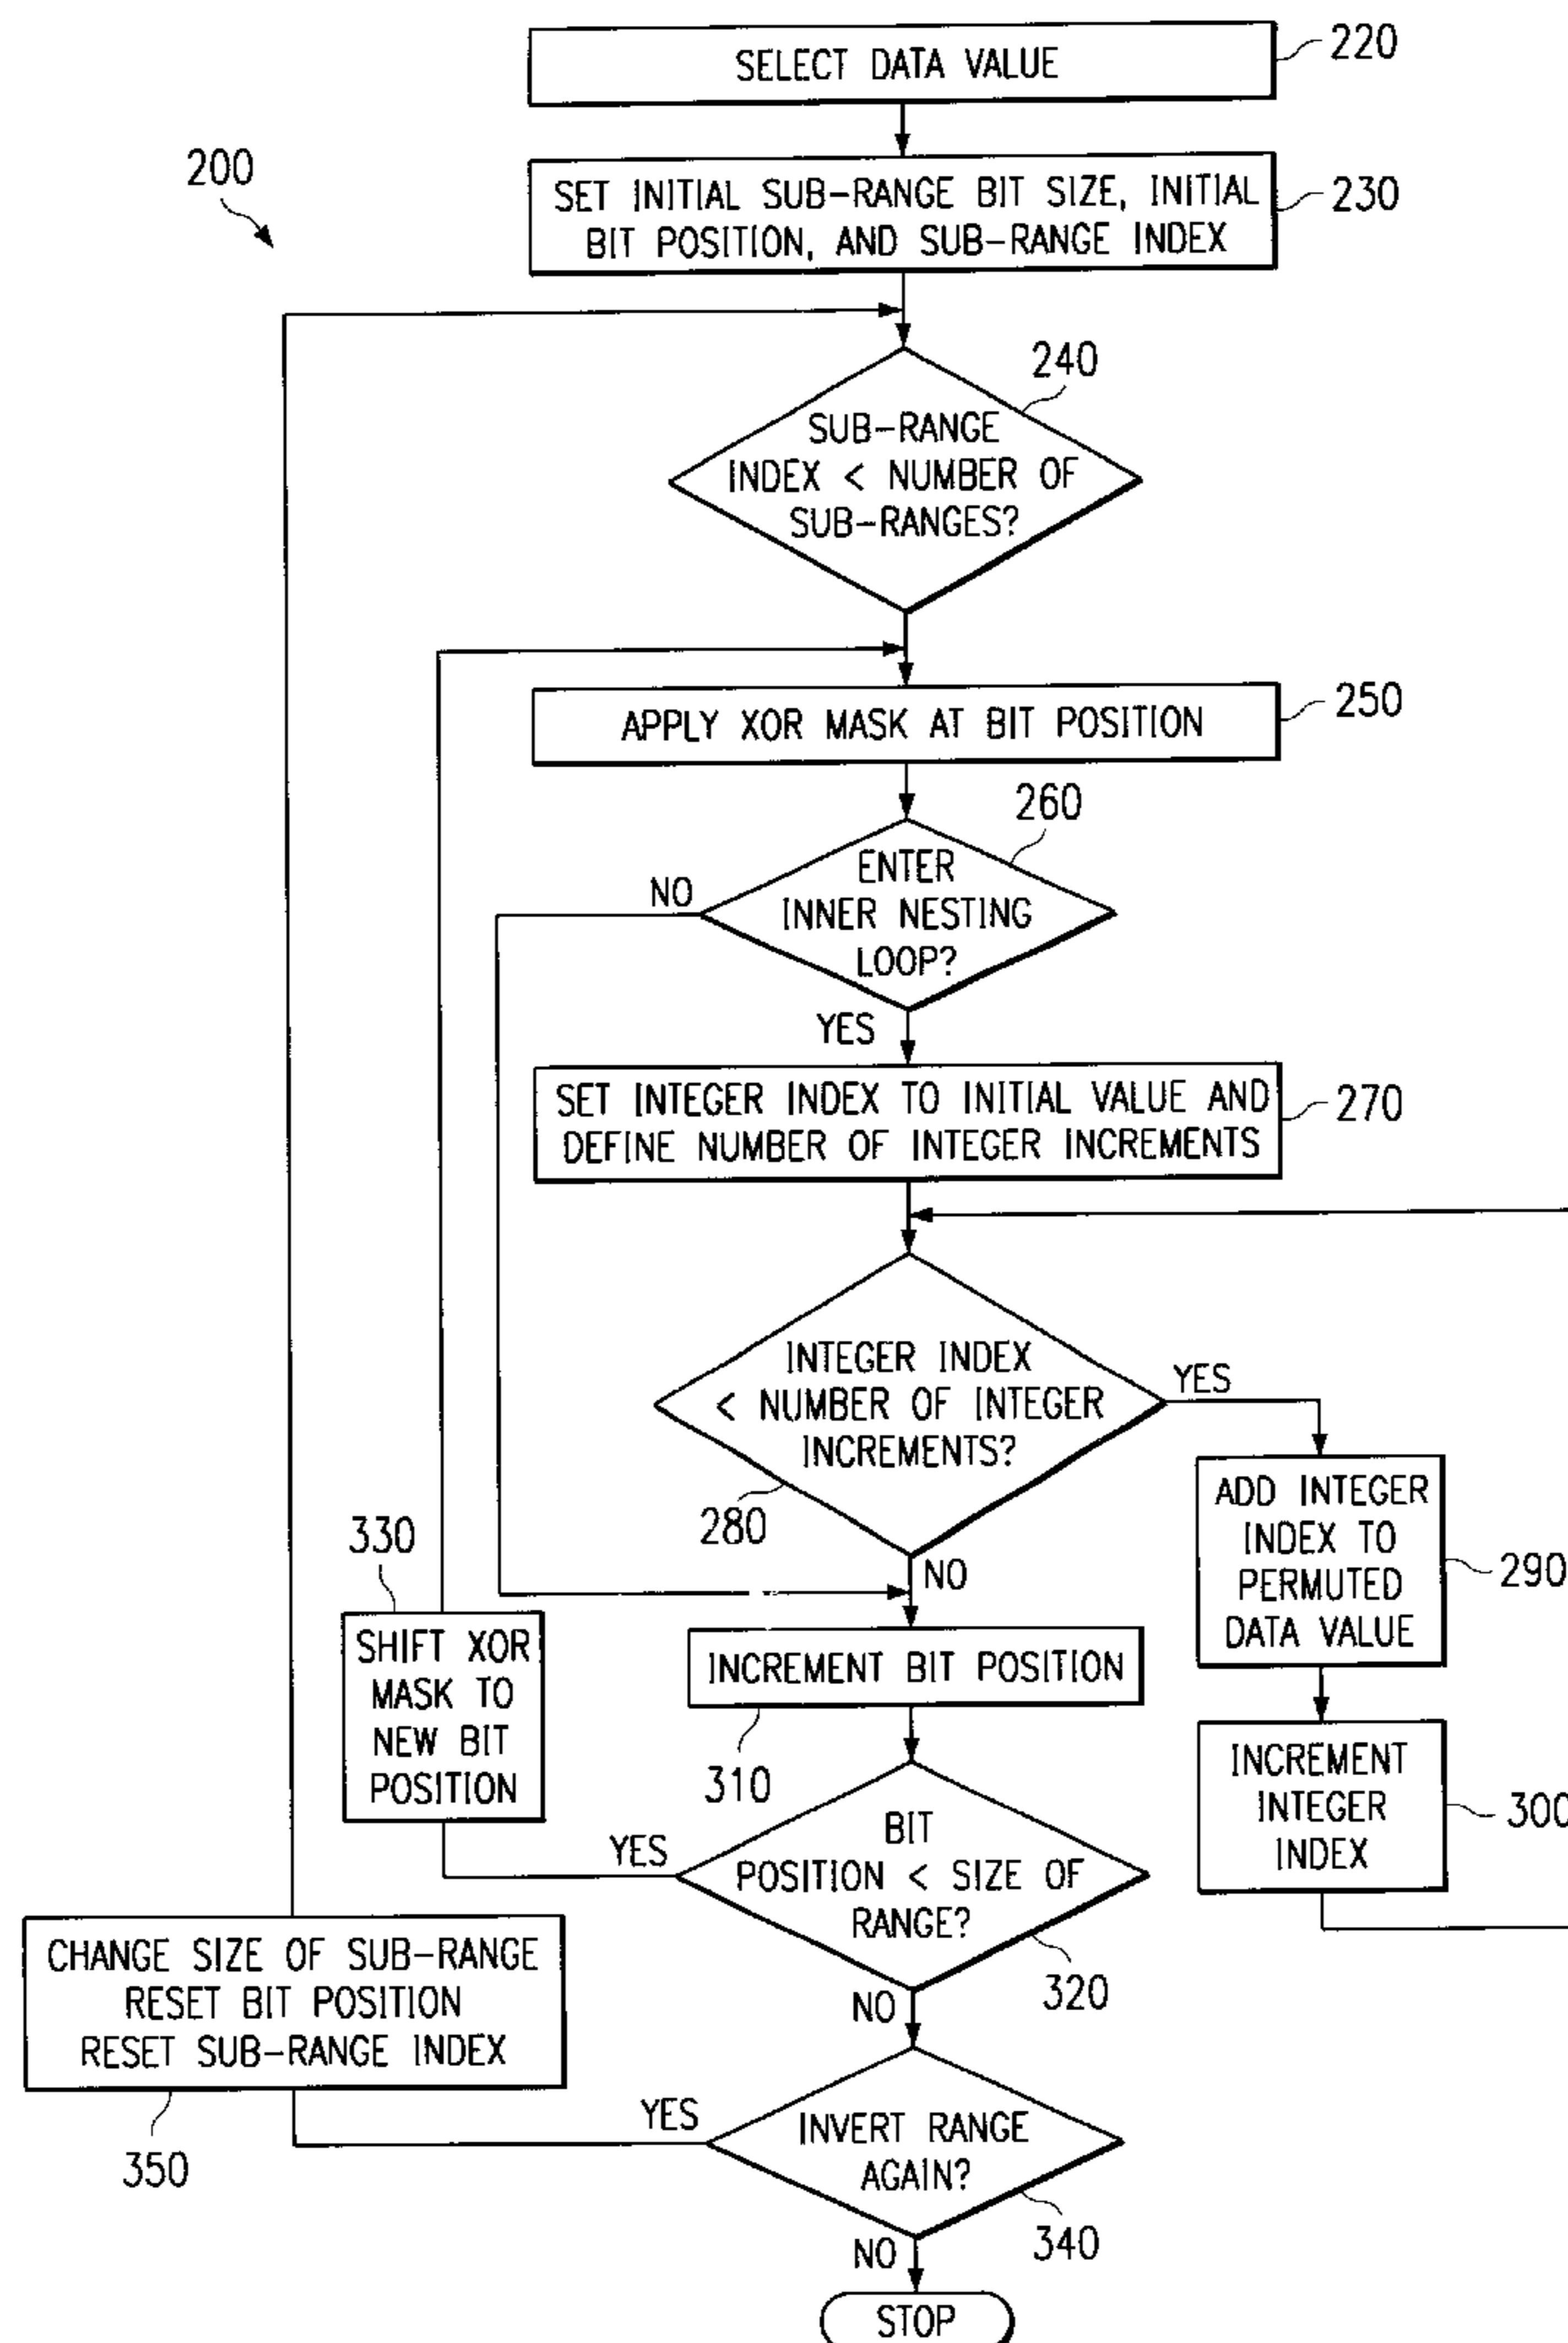 SELECT DATA VALUE
220
200
SET INITIAL SUB-RANGE BIT SIZE, INITIAL
BIT POSITION, AND SUB-RANGE INDEX
230
240
SUB-RANGE
INDEX < NUMBER OF
SUB-RANGES?
APPLY XOR MASK AT BIT POSITION
250
260
ENTER
INNER NESTING
LOOP?
NO
YES
SET INTEGER INDEX TO INITIAL VALUE AND
DEFINE NUMBER OF INTEGER INCREMENTS
270
INTEGER INDEX
< NUMBER OF INTEGER
INCREMENTS?
YES
280
NO
ADD INTEGER
INDEX TO
PERMUTED
DATA VALUE
290
330
SHIFT XOR
MASK TO
NEW BIT
POSITION
INCREMENT BIT POSITION
310
INCREMENT
INTEGER
INDEX
300
BIT
POSITION < SIZE OF
RANGE?
YES
320
NO
CHANGE SIZE OF SUB-RANGE
RESET BIT POSITION
RESET SUB-RANGE INDEX
350
INVERT RANGE
AGAIN?
YES
340
NO
STOP